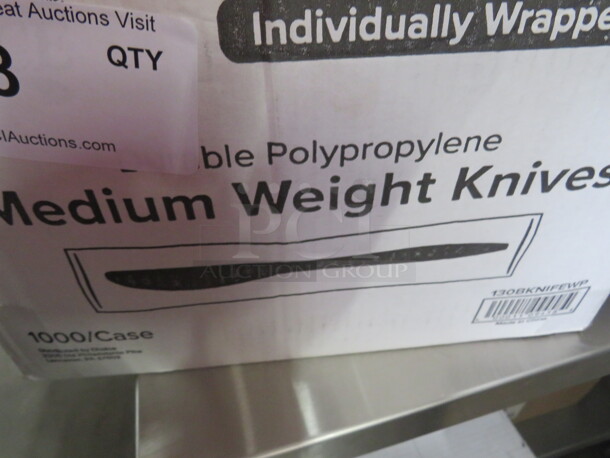 eat Auctions Visit
8 QTY
lAuctions.com
Individually Wrappe
ble Polypropylene
Medium Weight Knives
PCI
AUCTION GROUP
130BKNIFEWP
1000/Case